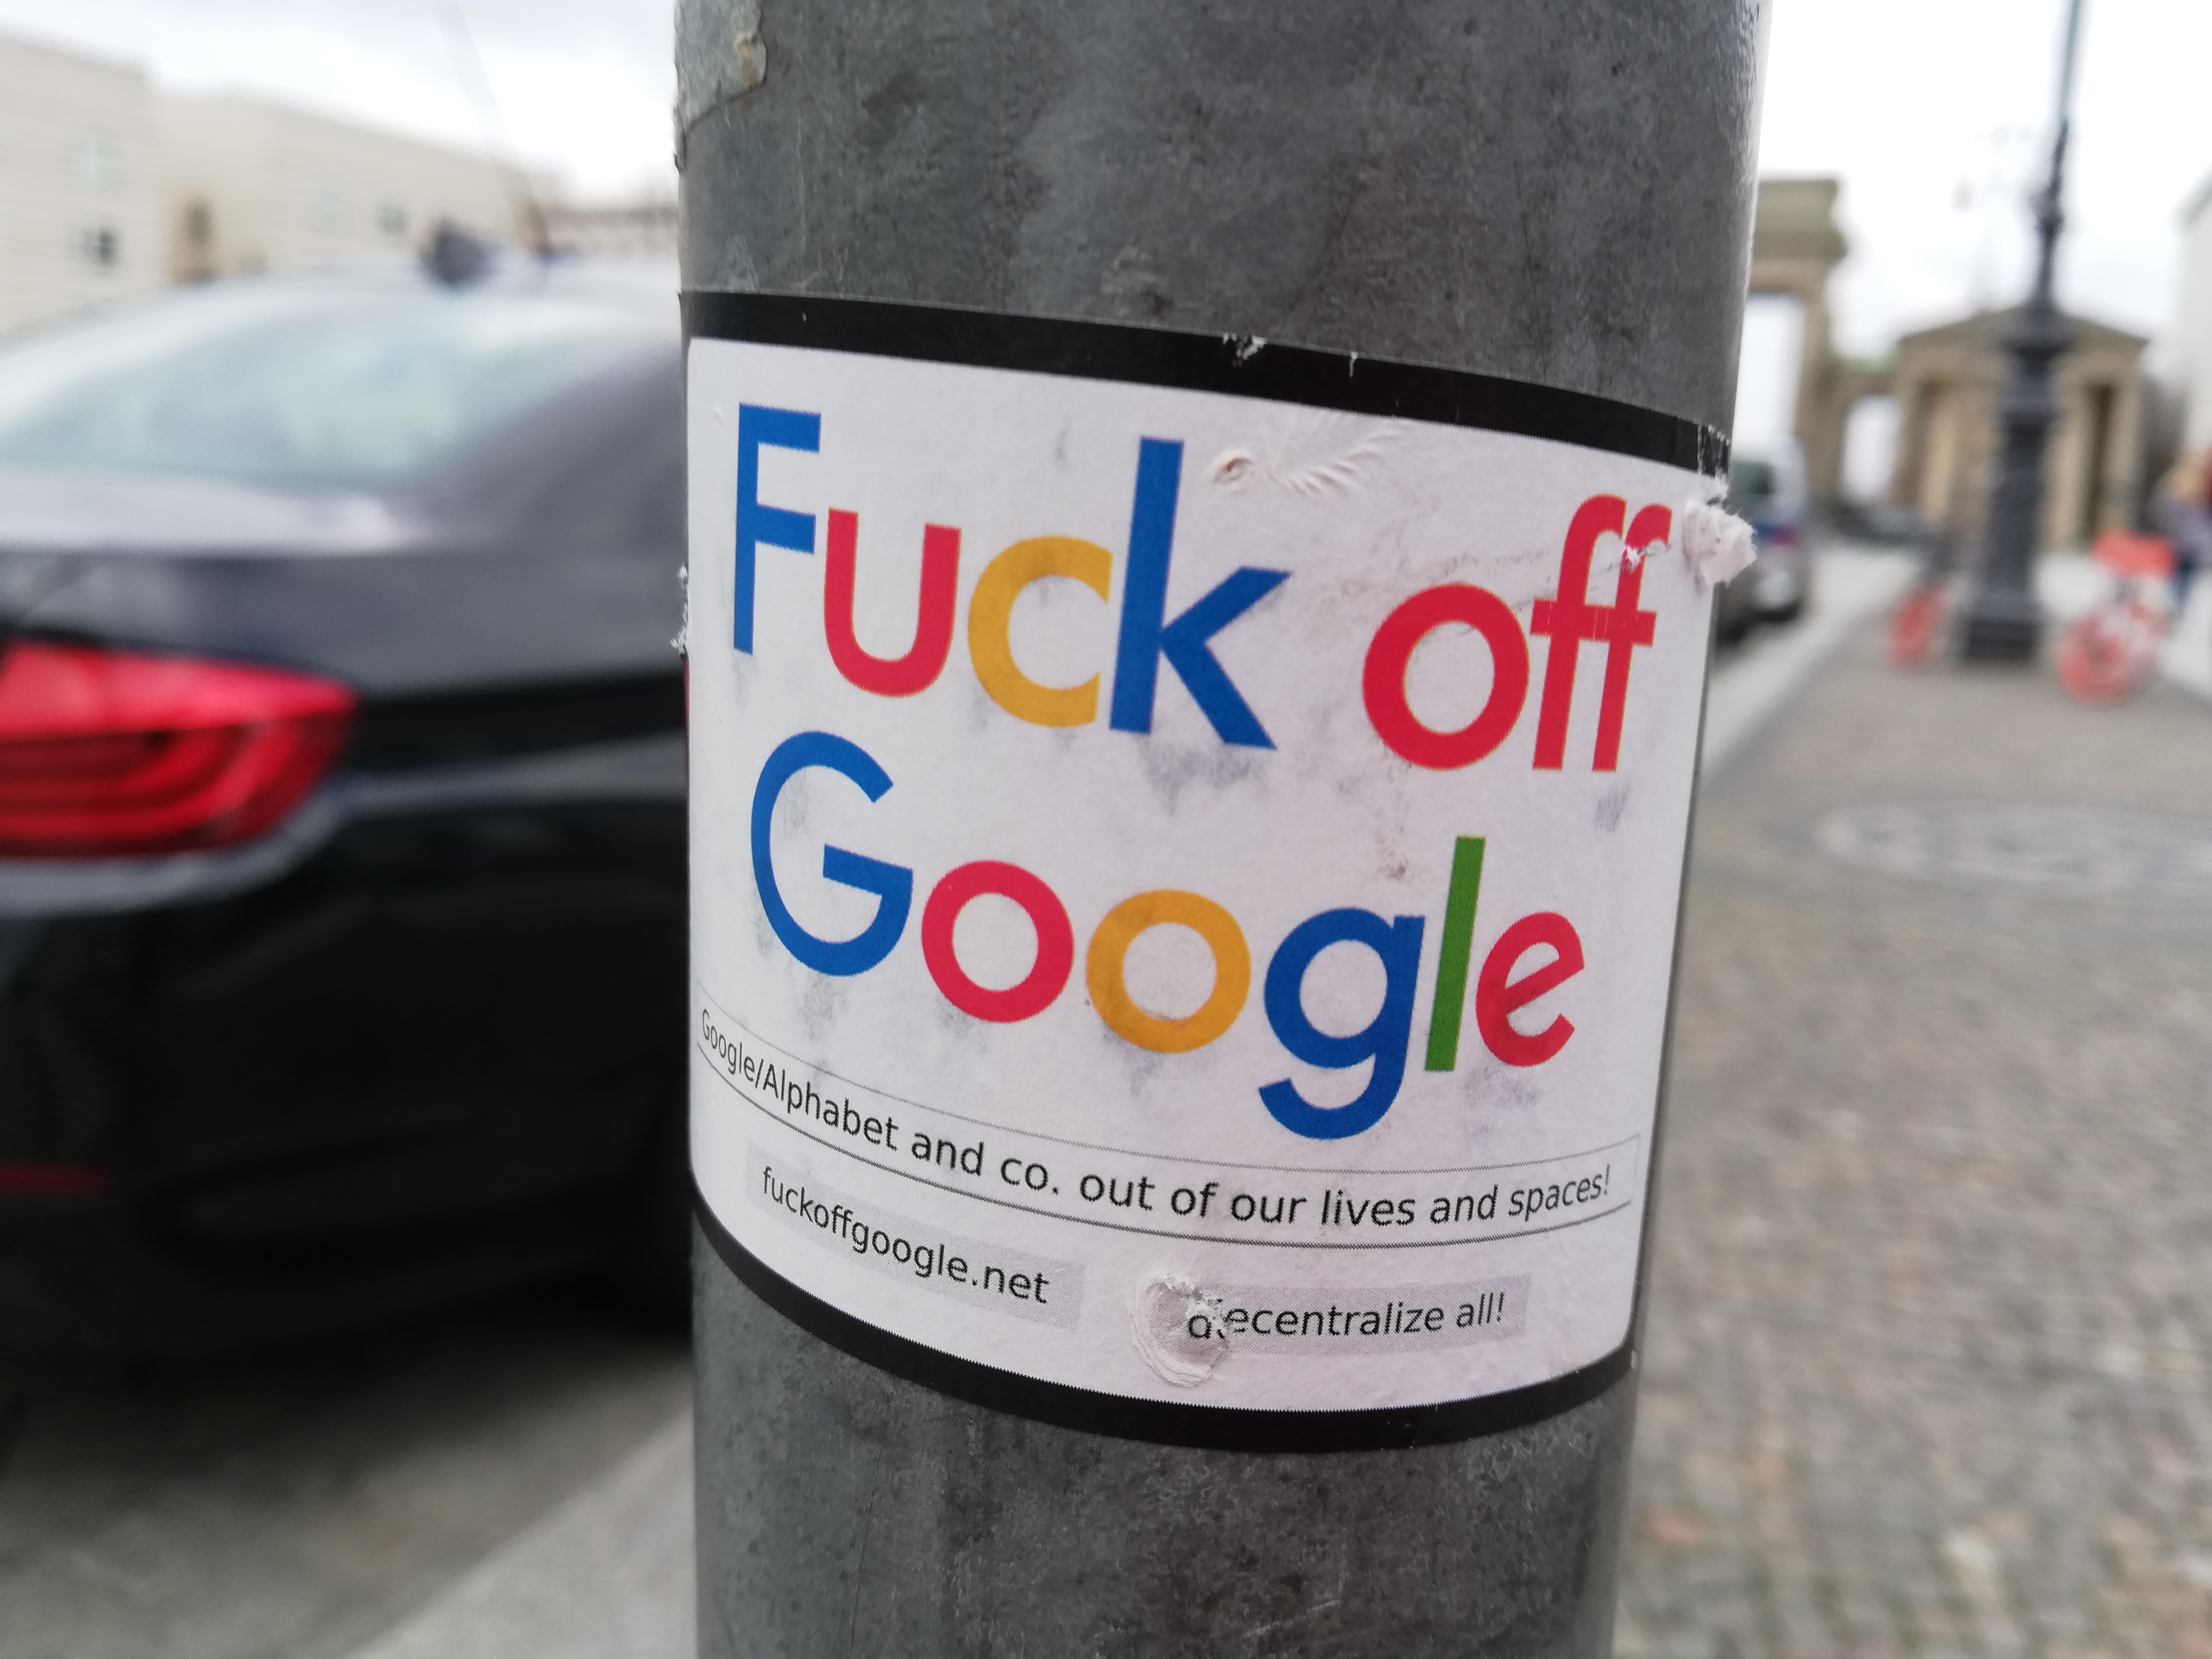 Fuck off
Google
Google/Alphabet and co. out of our lives and spaces!
fuckoffgoogle.net
decentralize all!